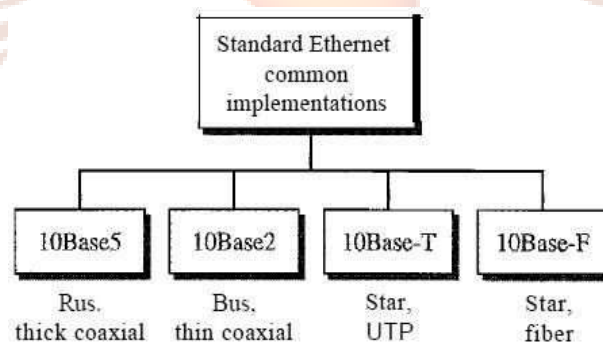 Standard Ethernet
common
implementations
10Base5
10Base2
10Base-T
10Base-F
Rus.
thick coaxial
Bus,
thin coaxial
Star,
UTP
Star,
fiber